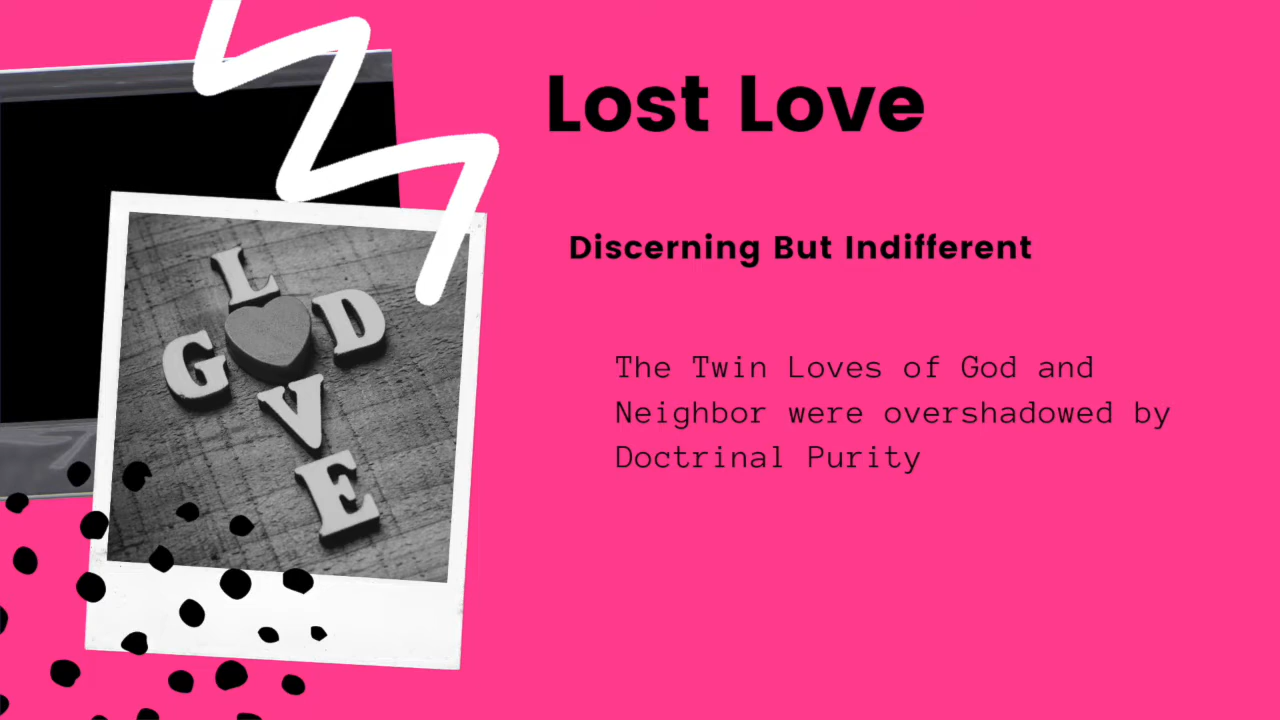 Lost Love
Discerning But Indifferent
The Twin Loves of God and
Neighbor were overshadowed by
Doctrinal Purity
L
G D
V
E